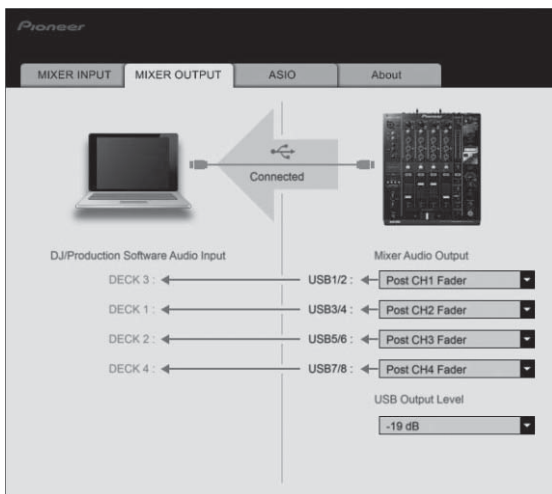 Pioneer
MIXER INPUT MIXER OUTPUT ASIO About
Connected
DJ/Production Software Audio Input Mixer Audio Output
DECK 3 : USB1/2 : Post CH1 Fader
DECK 1 : USB3/4 : Post CH2 Fader
DECK 2 : USB5/6 : Post CH3 Fader
DECK 4 : USB7/8 : Post CH4 Fader
USB Output Level
-19 dB